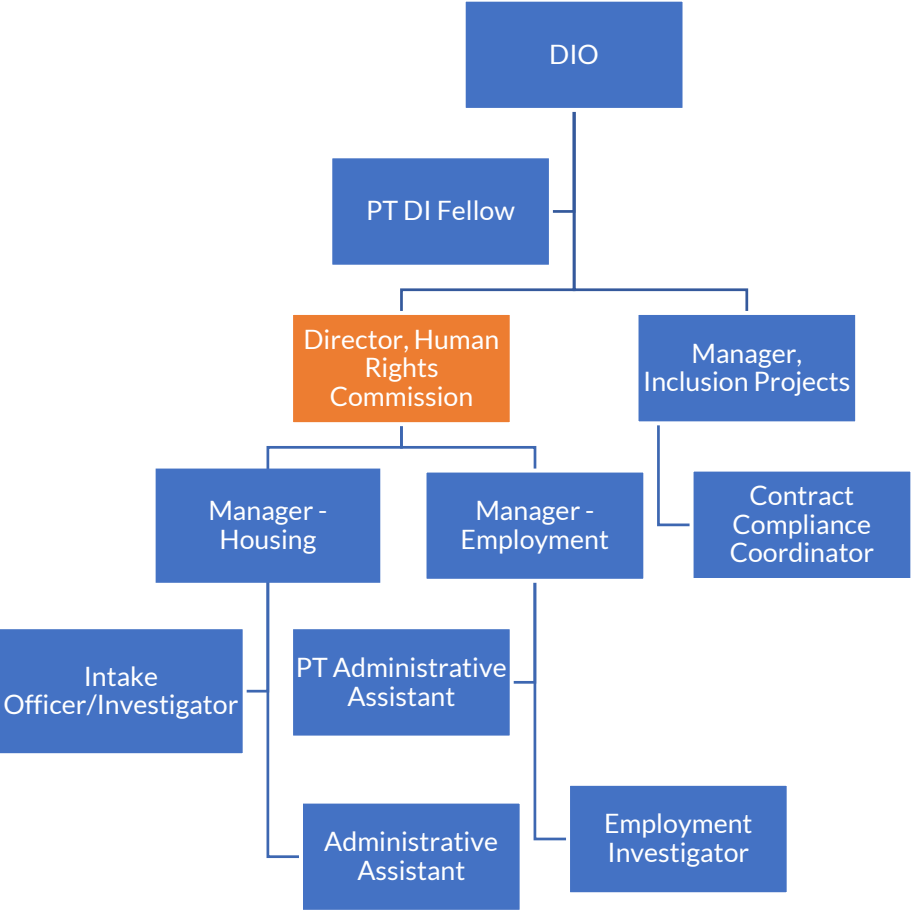 DIO
PT DI Fellow
Director, Human
Rights
Commission
Manager,
Inclusion Projects
Manager -
Housing
Manager -
Employment
Contract
Compliance
Coordinator
Intake
Officer/Investigator
PT Administrative
Assistant
Administrative
Assistant
Employment
Investigator